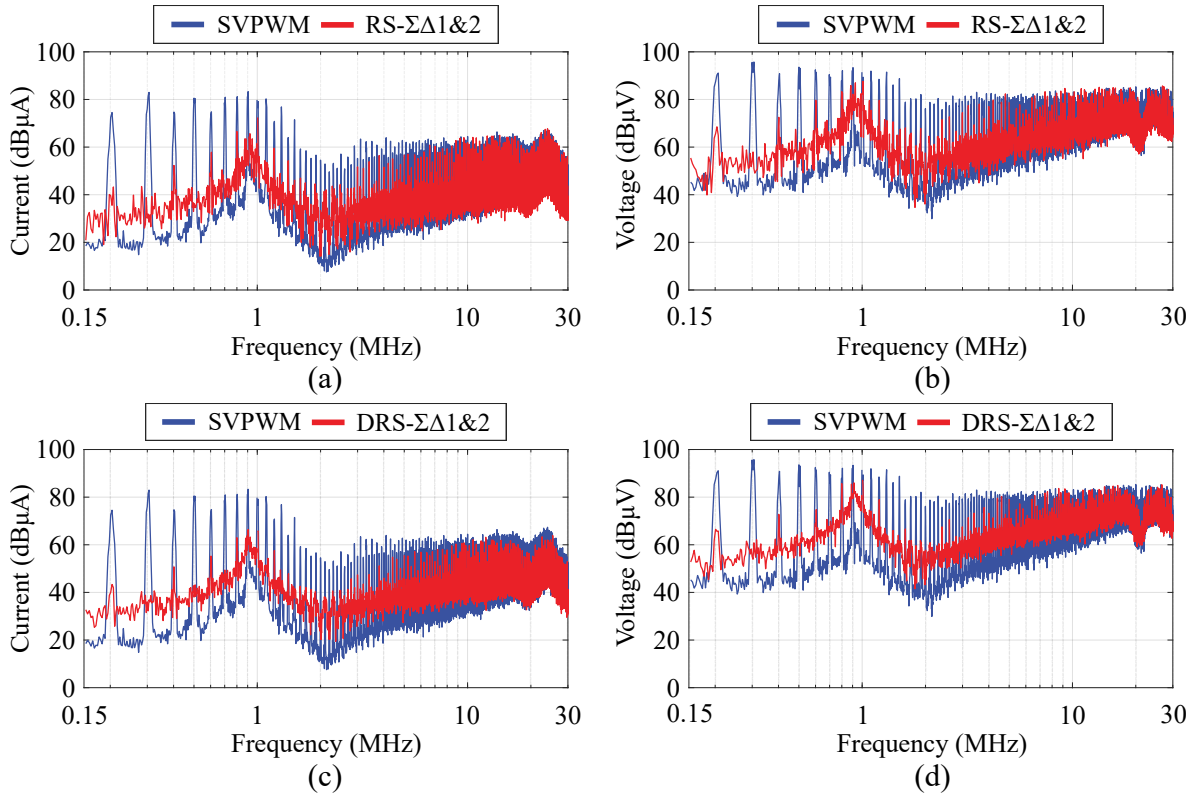 SVPWM RS-ΣΔ1&2
Current (dBμA)
100
80
60
40
20
0
0.15 1 10 30
Frequency (MHz)
(a)
SVPWM RS-ΣΔ1&2
Voltage (dBμV)
100
80
60
40
20
0
0.15 1 10 30
Frequency (MHz)
(b)
SVPWM DRS-ΣΔ1&2
Current (dBμA)
100
80
60
40
20
0
0.15 1 10 30
Frequency (MHz)
(c)
SVPWM DRS-ΣΔ1&2
Voltage (dBμV)
100
80
60
40
20
0
0.15 1 10 30
Frequency (MHz)
(d)